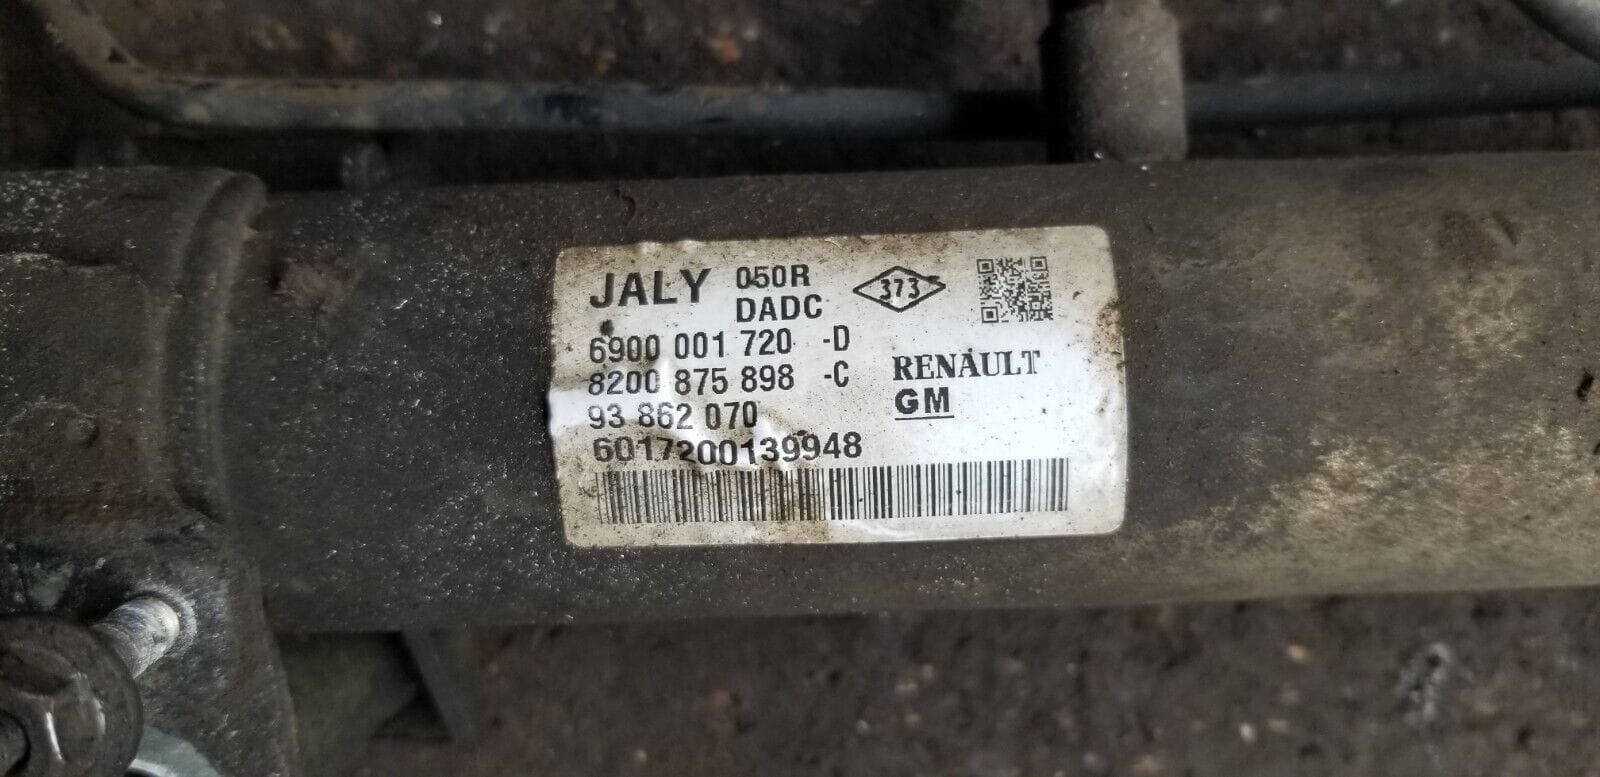 JALY 050R
DADC
373
6900 001 720 -D
8200 875 898 -C
RENAULT
93 862 070
GM
6017200139948